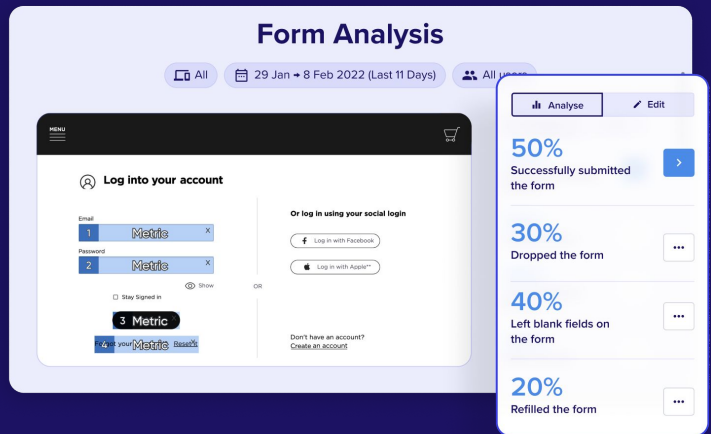 Form Analysis
All
29 Jan → 8 Feb 2022 (Last 11 Days)
All users
Analyse
Edit
50%
Successfully submitted
the form
30%
Dropped the form
40%
Left blank fields on
the form
20%
Refilled the form
MENU
Log into your account
Email
1 Metric X
Password
2 Metric X
Show
Stay Signed in
3 Metric
4 Metric
Forgot your Reset it
OR
Or log in using your social login
Log in with Facebook
Log in with Apple**
Don't have an account?
Create an account